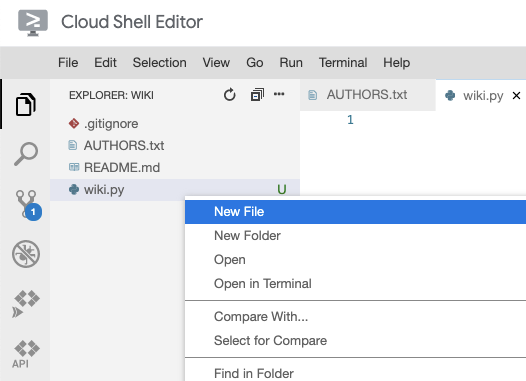 Cloud Shell Editor
File Edit Selection View Go Run Terminal Help
EXPLORER: WIKI
AUTHORS.txt wiki.py
.gitignore
1
AUTHORS.txt
README.md
wiki.py U
1
New File
New Folder
Open
Open in Terminal
Compare With...
Select for Compare
API
Find in Folder